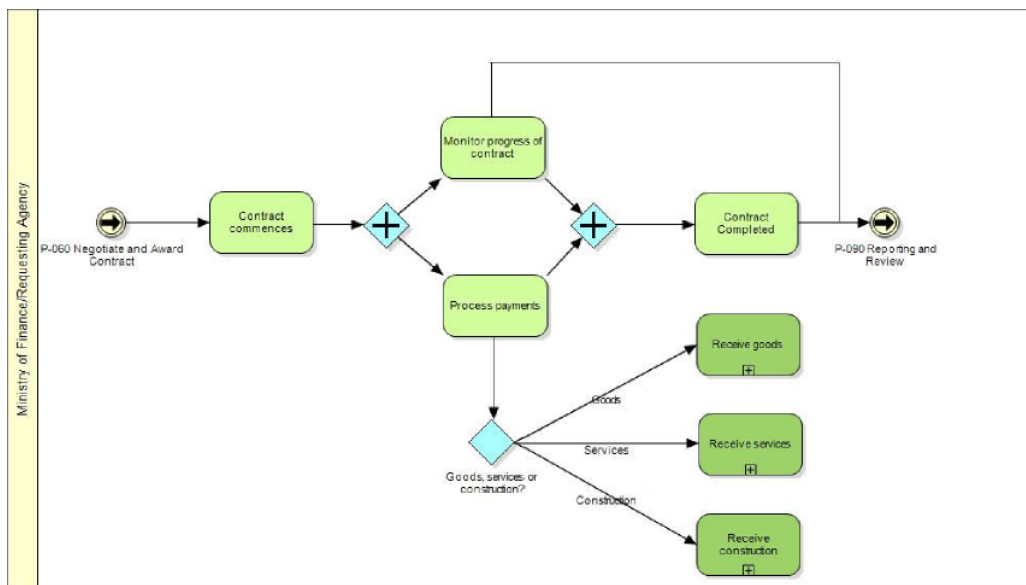 Ministry of Finance/Requesting Agency
P-060 Negotiate and Award
Contract
Contract
commences
Monitor progress of
contract
Process payments
Contract
Completed
P-090 Reporting and
Review
Goods, services or
construction?
Goods
Services
Construction
Receive goods
Receive services
Receive
construction